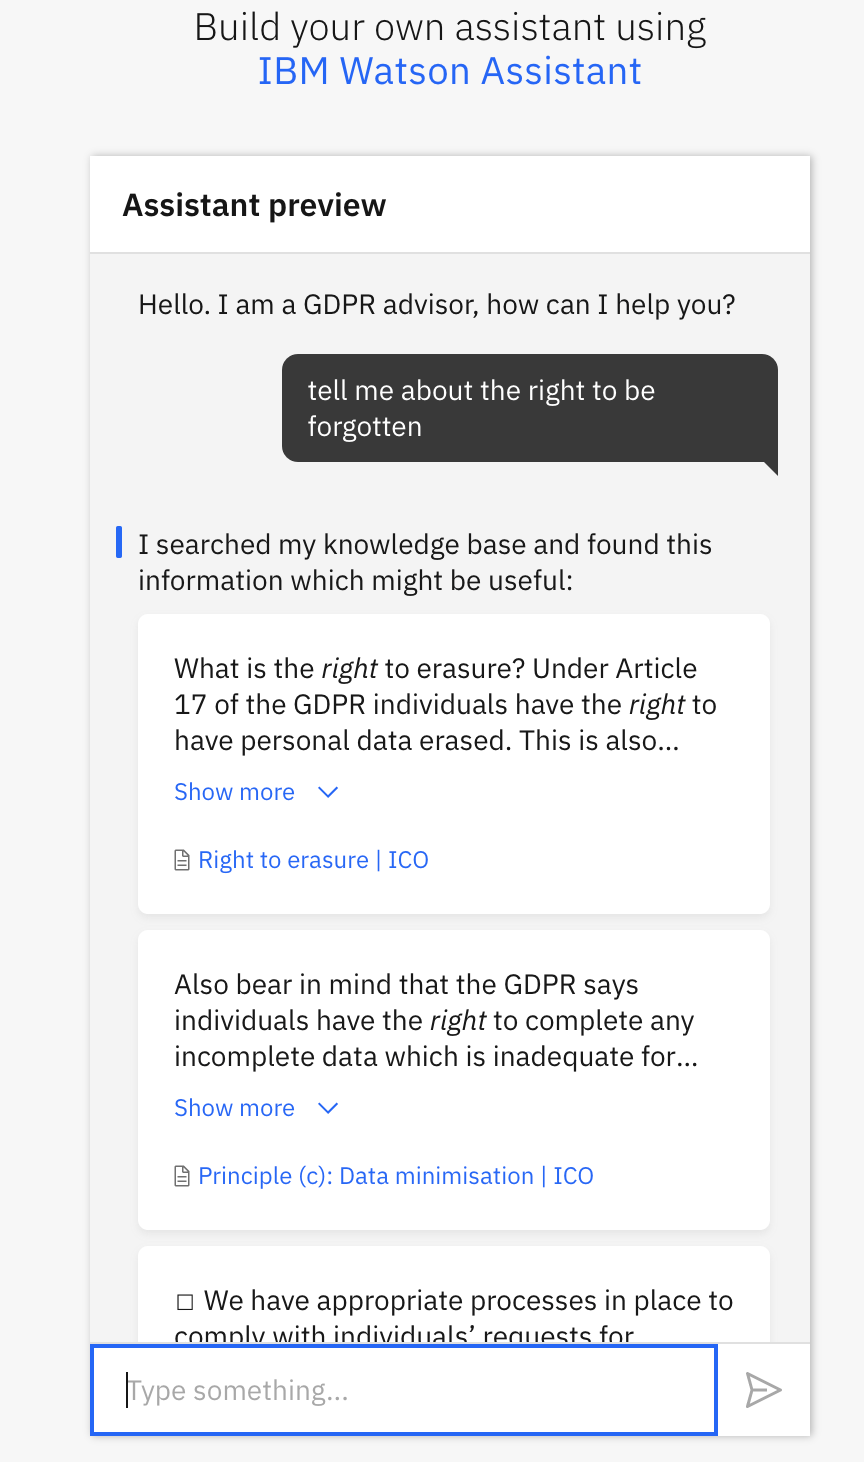 Build your own assistant using
IBM Watson Assistant
Assistant preview
Hello. I am a GDPR advisor, how can I help you?
tell me about the right to be
forgotten
I searched my knowledge base and found this
information which might be useful:
What is the right to erasure? Under Article
17 of the GDPR individuals have the right to
have personal data erased. This is also...
Show more
Right to erasure | ICO
Also bear in mind that the GDPR says
individuals have the right to complete any
incomplete data which is inadequate for...
Show more
Principle (c): Data minimisation | ICO
□ We have appropriate processes in place to
comply with individuals’ requests for
Type something...